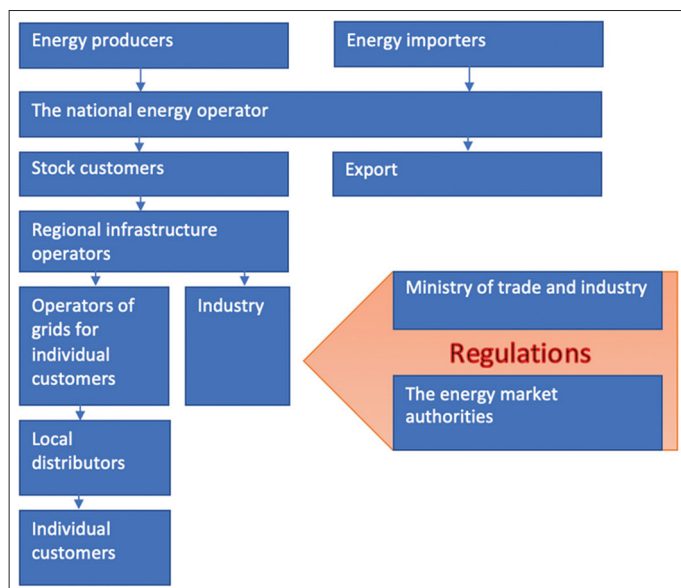 Energy producers
Energy importers
The national energy operator
Stock customers
Export
Regional infrastructure
operators
Operators of
grids for
individual
customers
Industry
Ministry of trade and industry
Regulations
The energy market
authorities
Local
distributors
Individual
customers